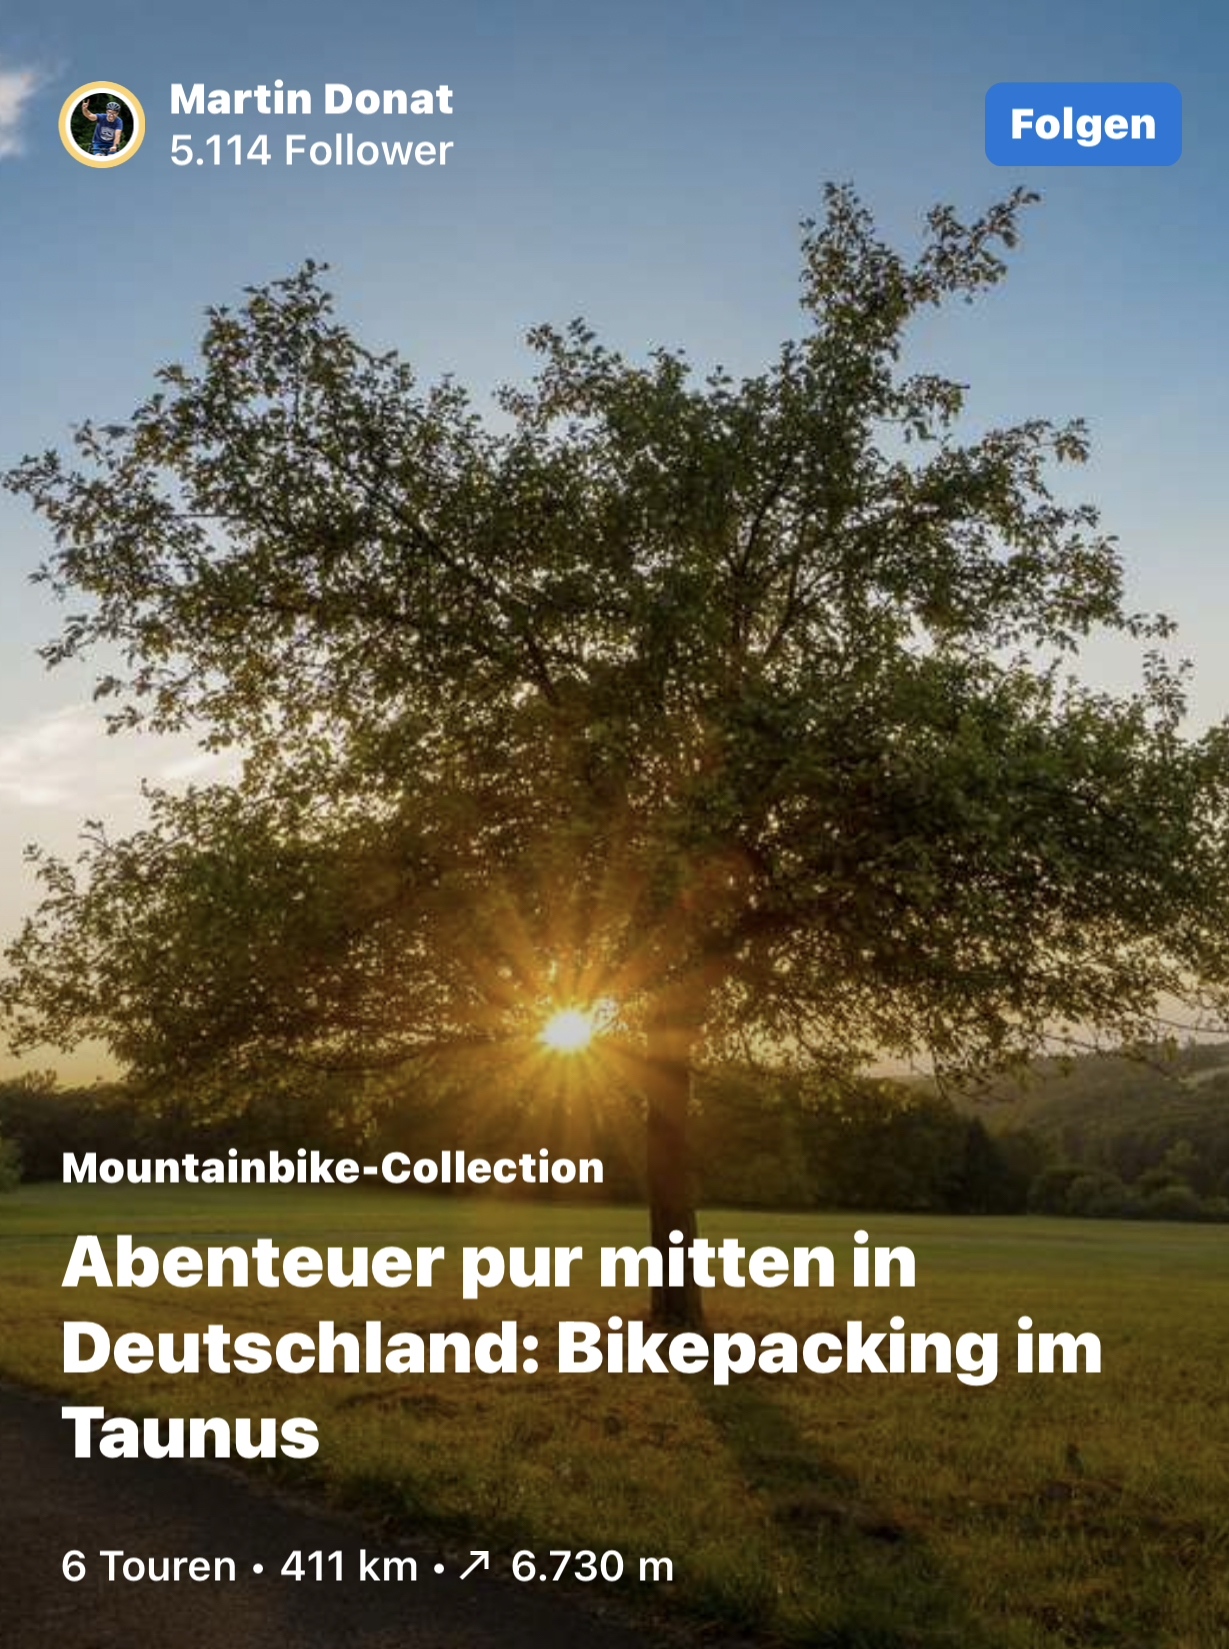 Martin Donat
5.114 Follower
Folgen
Mountainbike-Collection
Abenteuer pur mitten in
Deutschland: Bikepacking im
Taunus
6 Touren • 411 km • ↗ 6.730 m